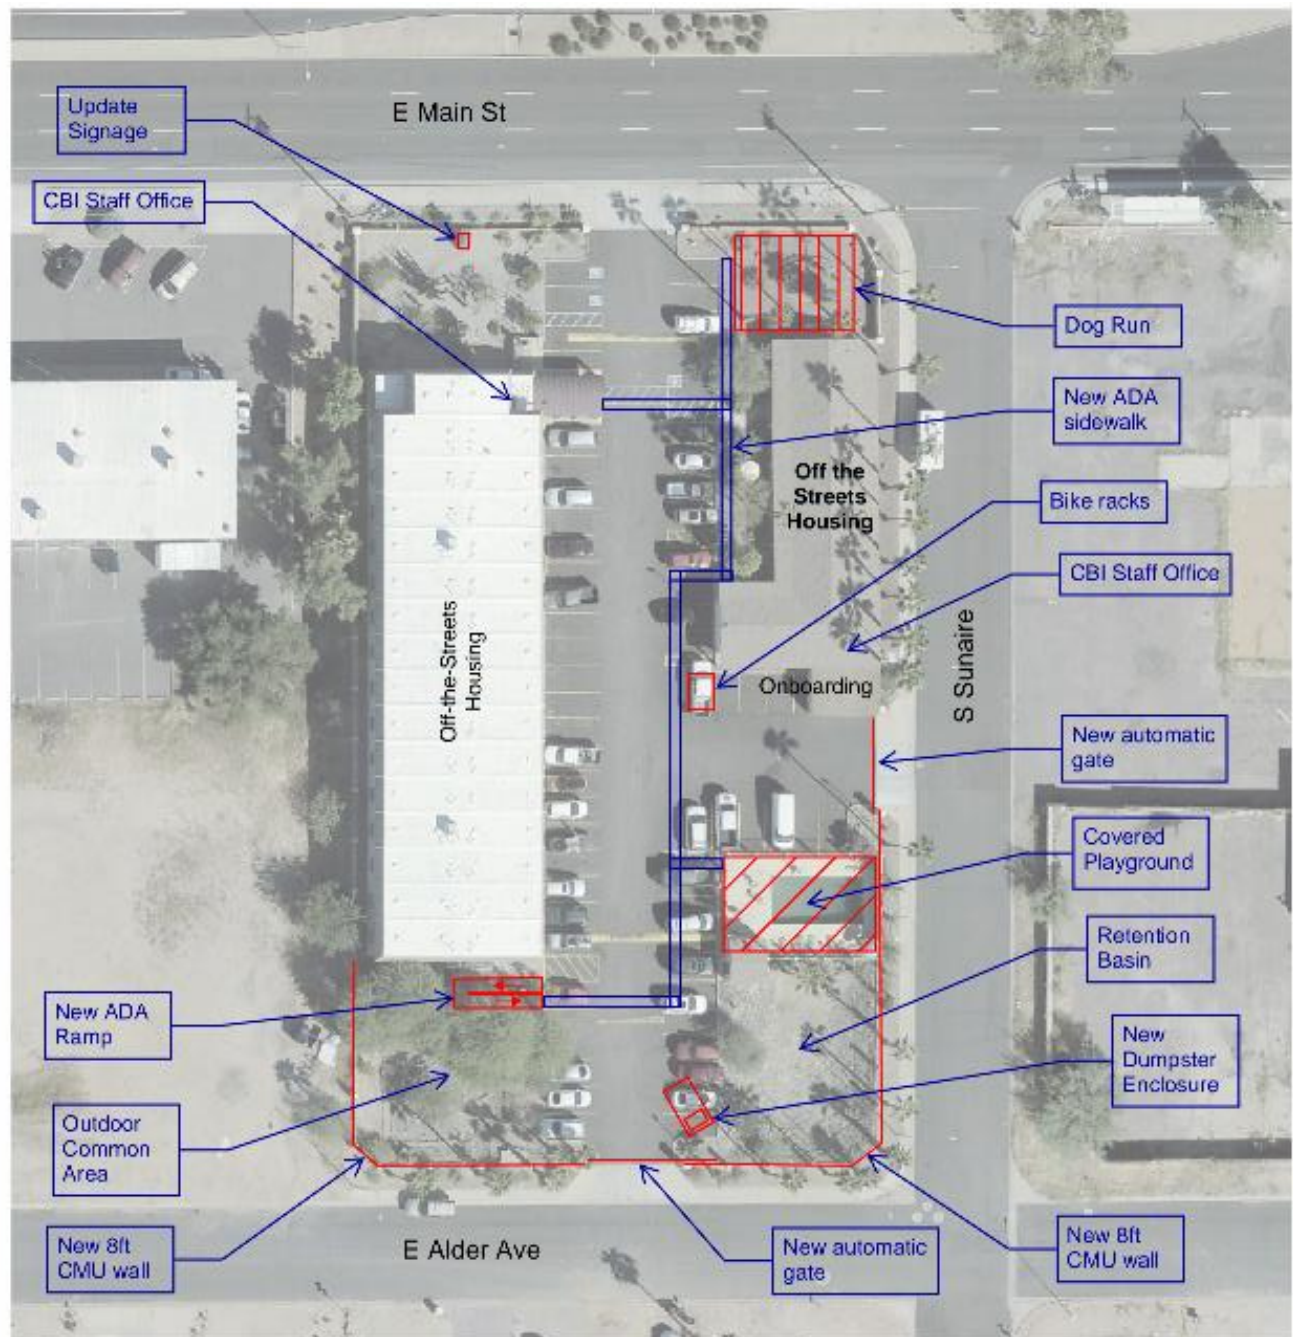 E Main St
Update
Signage
CBI Staff Office
Dog Run
New ADA
sidewalk
Off the
Streets
Housing
Bike racks
CBI Staff Office
Off-the-Streets
Housing
S Sunaire
Onboarding
New automatic
gate
Covered
Playground
Retention
Basin
New ADA
Ramp
New
Dumpster
Enclosure
Outdoor
Common
Area
New 8ft
CMU wall
E Alder Ave
New automatic
gate
New 8ft
CMU wall